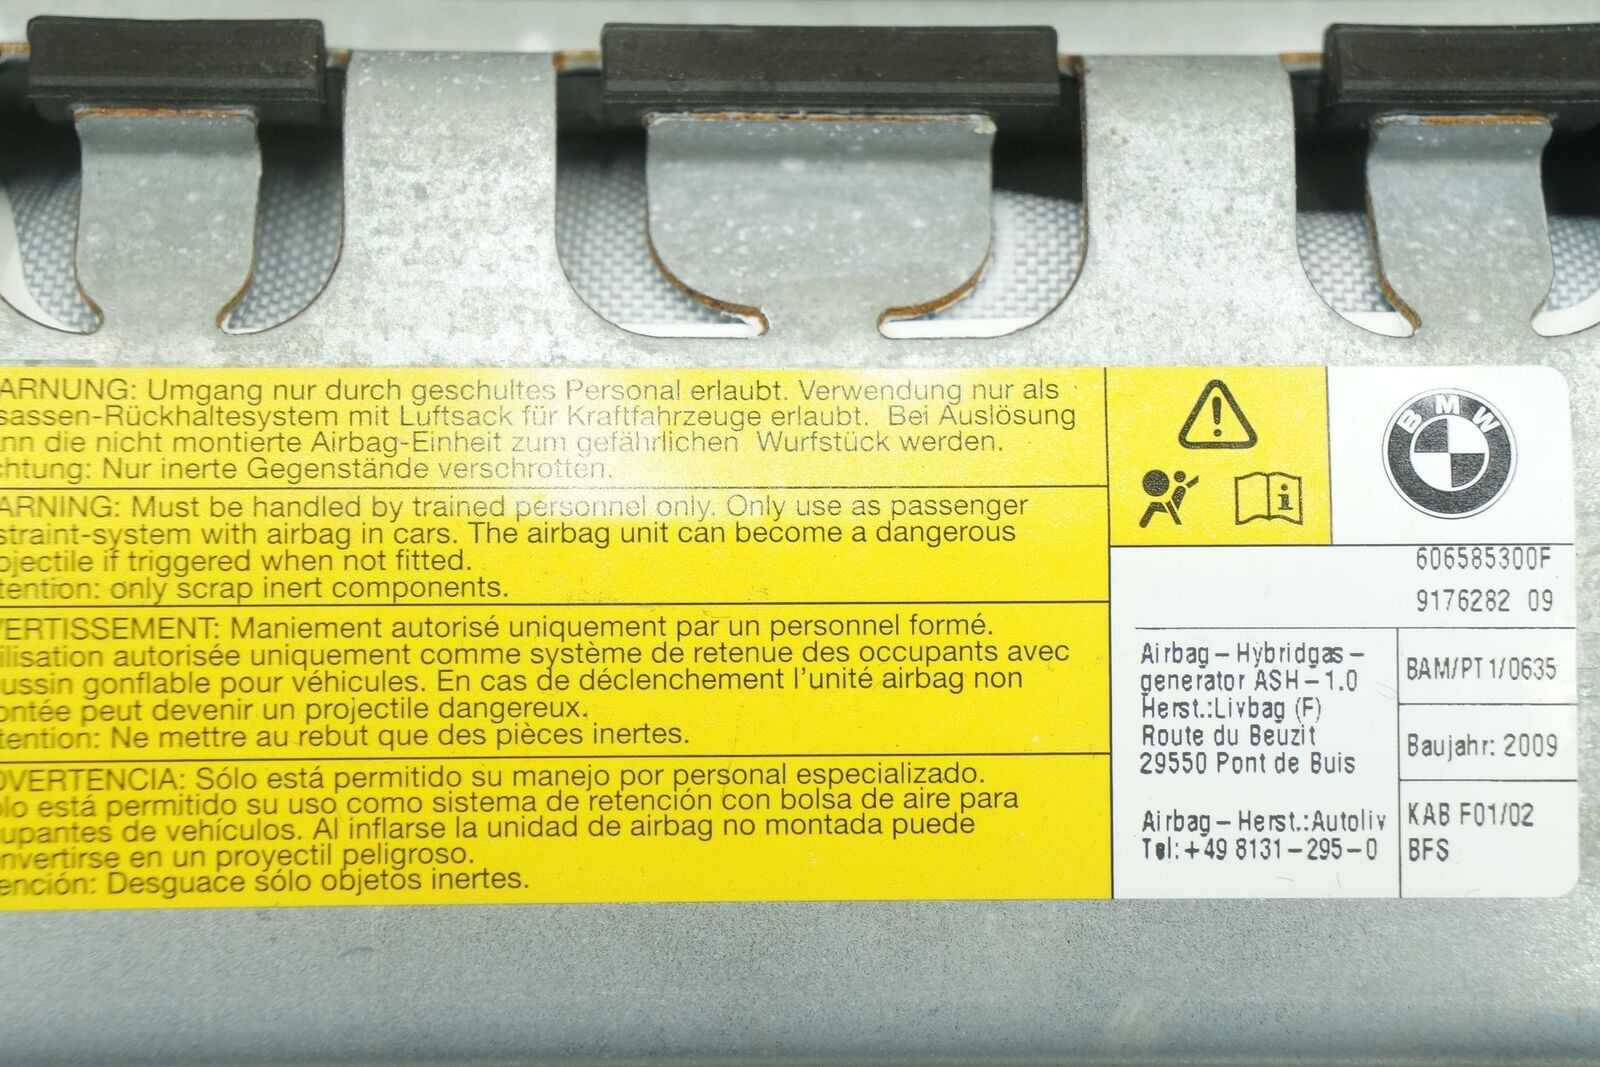 ARNUNG: Umgang nur durch geschultes Personal erlaubt. Verwendung nur als
sassen-Rückhaltesystem mit Luftsack für Kraftfahrzeuge erlaubt. Bei Auslösung
nn die nicht montierte Airbag-Einheit zum gefährlichen Wurfstück werden.
chtung: Nur inerte Gegenstände verschrotten.
ARNING: Must be handled by trained personnel only. Only use as passenger
straint-system with airbag in cars. The airbag unit can become a dangerous
ojectile if triggered when not fitted.
tention: only scrap inert components.
VERTISSEMENT: Maniement autorisé uniquement par un personnel formé.
ilisation autorisée uniquement comme système de retenue des occupants avec
ussin gonflable pour véhicules. En cas de déclenchement l'unité airbag non
ontée peut devenir un projectile dangereux.
tention: Ne mettre au rebut que des pièces inertes.
DVERTENCIA: Sólo está permitido su manejo por personal especializado.
olo está permitido su uso como sistema de retención con bolsa de aire para
upantes de vehículos. Al inflarse la unidad de airbag no montada puede
nvertirse en un proyectil peligroso.
ención: Desguace sólo objetos inertes.
BMW
606585300F
9176282 09
Airbag-Hybridgas-
generator ASH-1.0
Herst.:Livbag (F)
Route du Beuzit
29550 Pont de Buis
Airbag-Herst.:Autoliv
Tel:+49 8131-295-0
BAM/PT1/0635
Baujahr: 2009
KAB F01/02
BFS